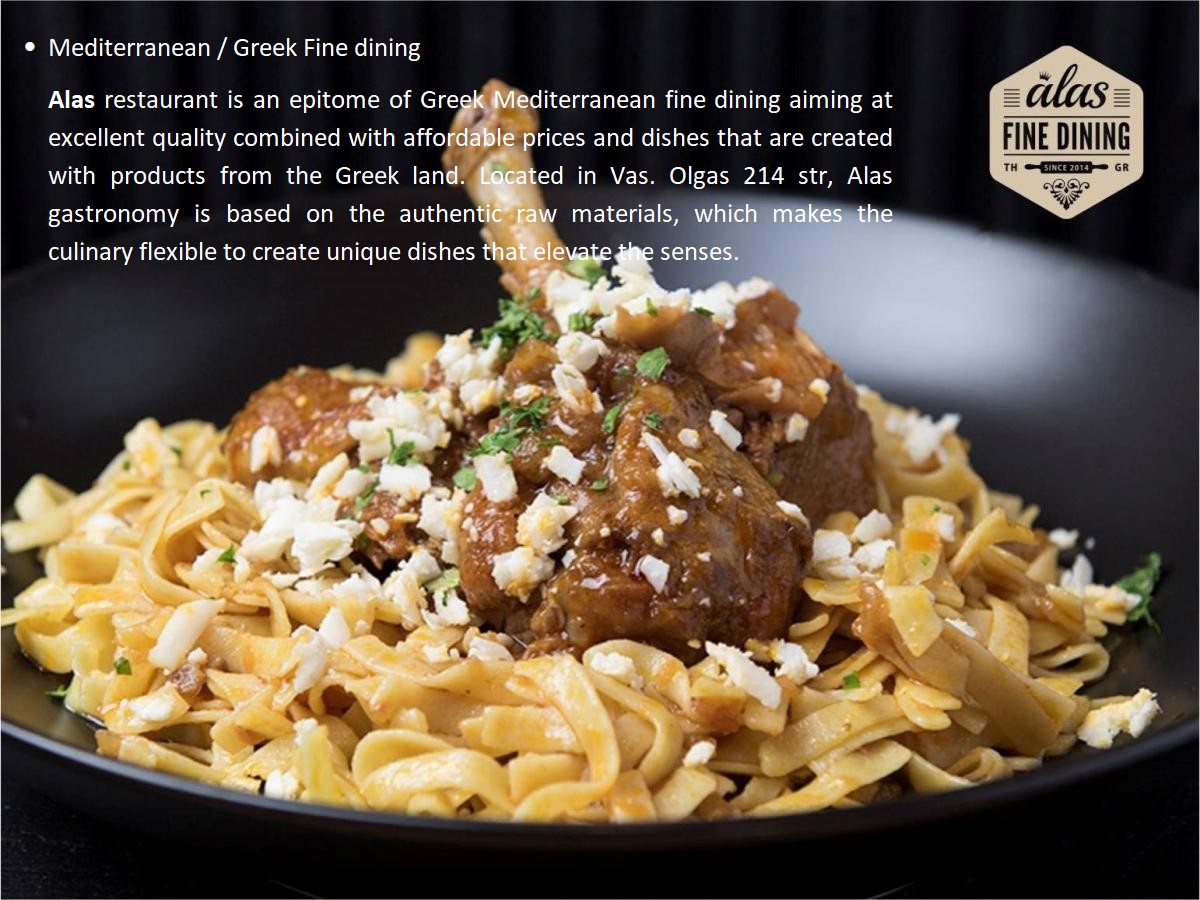 • Mediterranean / Greek Fine dining
Alas restaurant is an epitome of Greek Mediterranean fine dining aiming at
excellent quality combined with affordable prices and dishes that are created
with products from the Greek land. Located in Vas. Olgas 214 str, Alas
gastronomy is based on the authentic raw materials, which makes the
culinary flexible to create unique dishes that elevate the senses.
alas
FINE DINING
TH SINCE 2014 GR